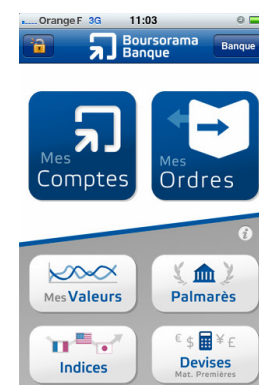 Orange F 3G 11:03
Boursorama
Banque
Banque
Mes
Comptes
Mes
Ordres
i
Mes Valeurs
Palmarès
Indices
€ $ ¥ £
Devises
Mat. Premières